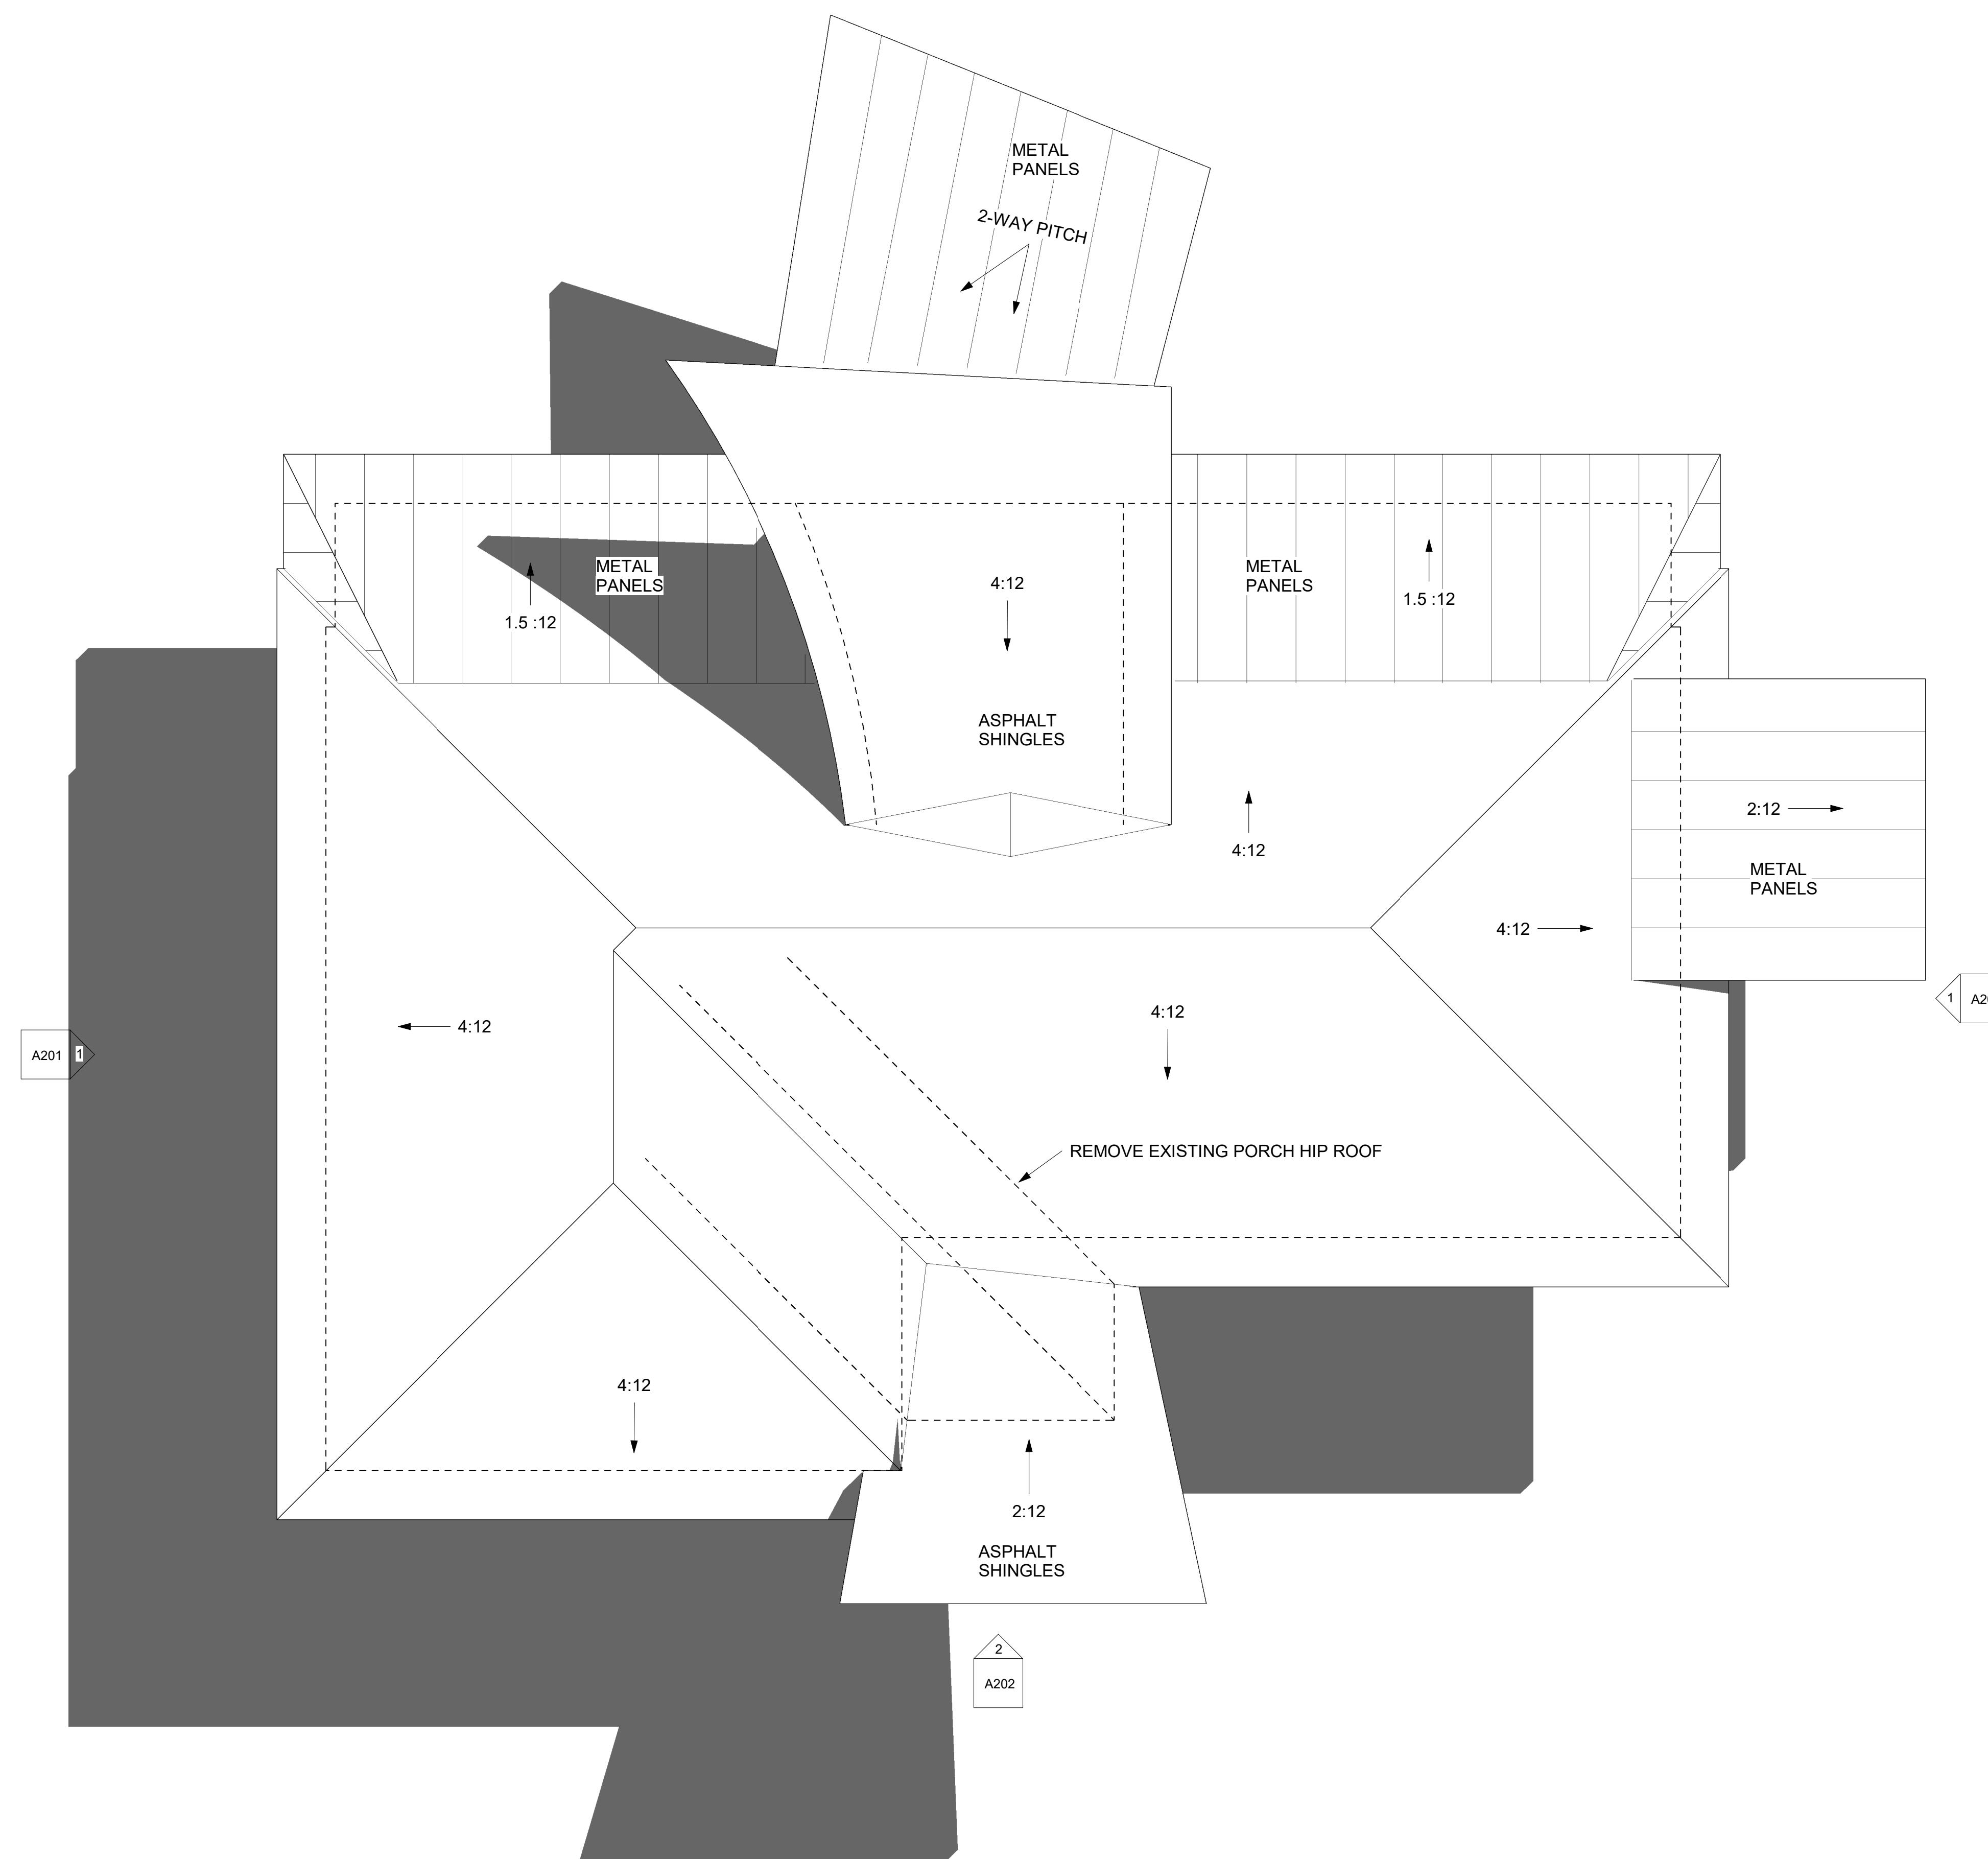 METAL
PANELS
2-WAY PITCH
METAL
PANELS
1.5 :12
4:12
METAL
PANELS
1.5 :12
ASPHALT
SHINGLES
4:12
2:12
METAL
PANELS
4:12
1
4:12
4:12
A201
1
REMOVE EXISTING PORCH HIP ROOF
4:12
2:12
ASPHALT
SHINGLES
2
A202